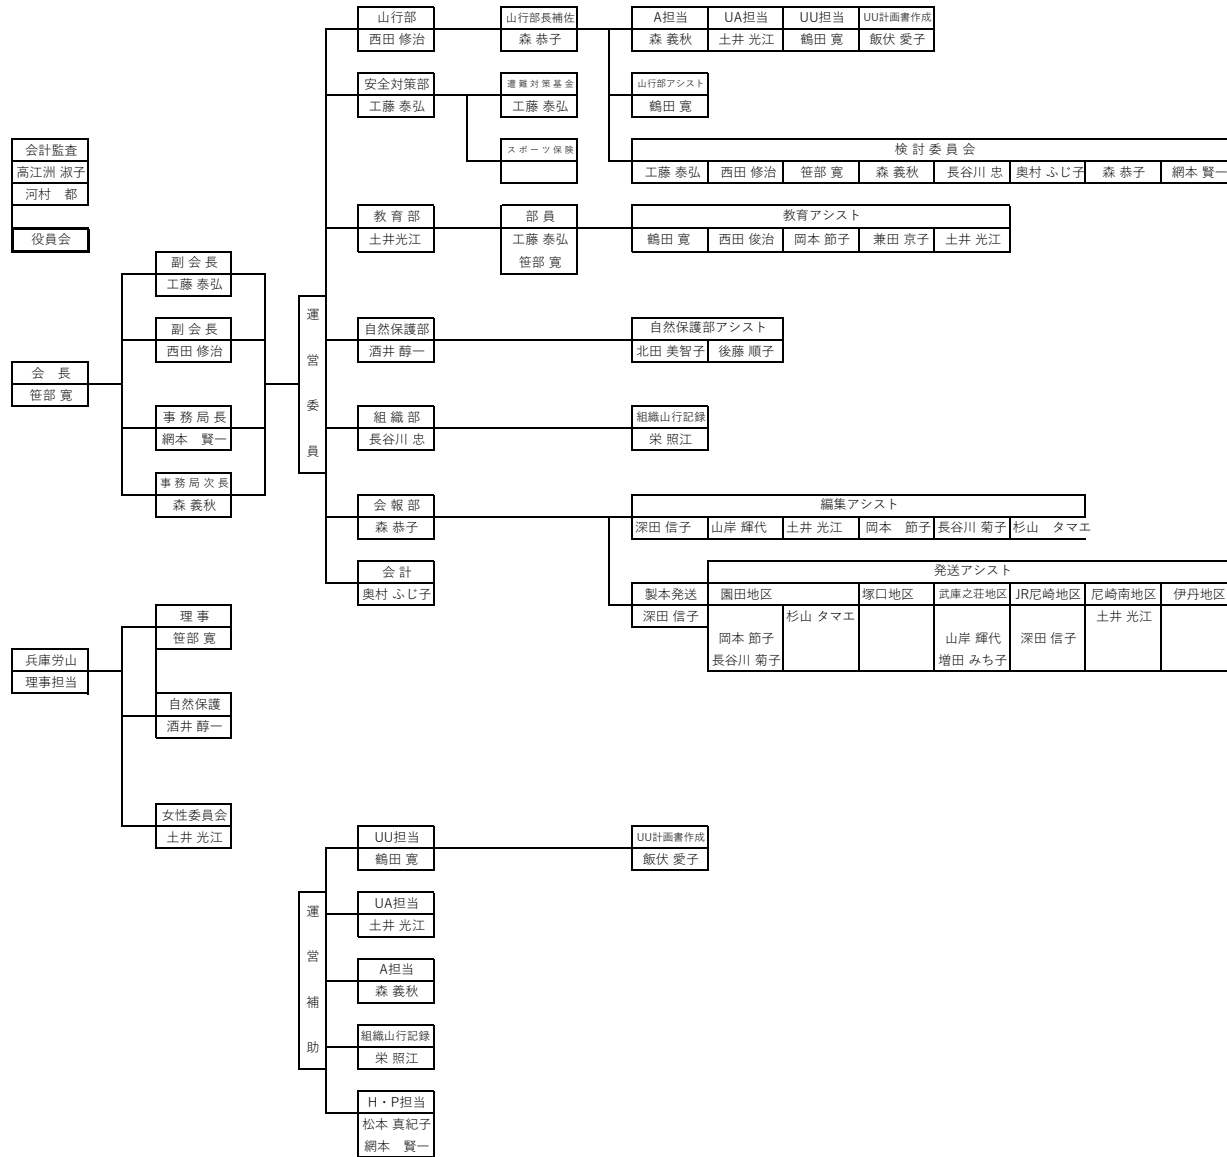 山行部 山行部長補佐 A担当 UA担当 UU担当 UU計画書作成
西田 修治 森 恭子 森 義秋 土井 光江 鶴田 寛 飯伏 愛子
安全対策部 遭難対策基金 山行部アシスト
工藤 泰弘 工藤 泰弘 鶴田 寛
会計監査 スポーツ保険 検 討 委 員 会
高江洲 淑子 工藤 泰弘 西田 修治 笹部 寛 森 義秋 長谷川 忠 奥村 ふじ子 森 恭子 網本 賢一
河村 都
教 育 部 部 員 教育アシスト
役員会 土井光江 工藤 泰弘 鶴田 寛 西田 俊治 岡本 節子 兼田 京子 土井 光江
副 会 長 笹部 寛
工藤 泰弘
運営委員
副 会 長 自然保護部 自然保護部アシスト
西田 修治 酒井 醇一 北田 美智子 後藤 順子
会 長
笹部 寛
事 務 局 長 組 織 部 組織山行記録
網本 賢一 長谷川 忠 栄 照江
事 務 局 次 長
森 義秋 会 報 部 編集アシスト
森 恭子 深田 信子 山岸 輝代 土井 光江 岡本 節子 長谷川 菊子 杉山 タマエ
会 計 発送アシスト
奥村 ふじ子 製本発送 園田地区 塚口地区 武庫之荘地区 JR尼崎地区 尼崎南地区 伊丹地区
理 事 深田 信子 杉山 タマエ 土井 光江
笹部 寛 岡本 節子 山岸 輝代 深田 信子
兵庫労山 長谷川 菊子 増田 みち子
理事担当
自然保護
酒井 醇一
女性委員会
土井 光江
UU担当 UU計画書作成
鶴田 寛 飯伏 愛子
運営補助
UA担当
土井 光江
A担当
森 義秋
組織山行記録
栄 照江
H・P担当
松本 真紀子
網本 賢一